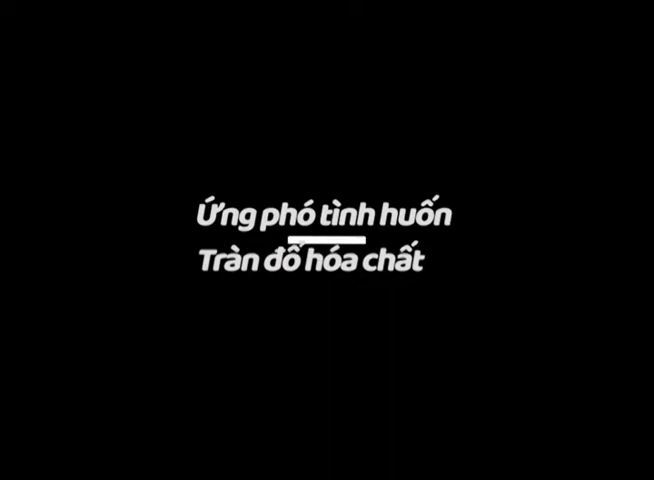 Ứng phó tình huốn
Tràn đổ hóa chất